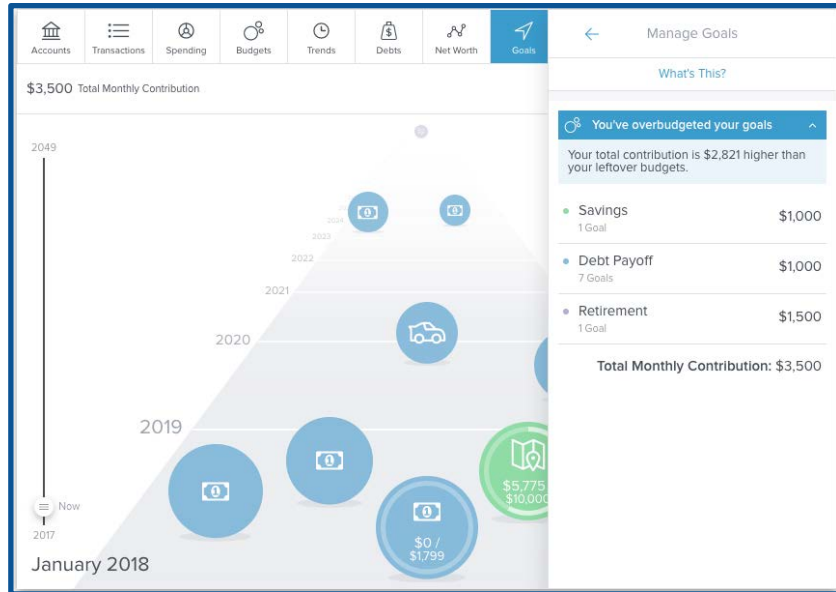 Accounts
Transactions
Spending
Budgets
Trends
Debts
Net Worth
Goals
$3,500 Total Monthly Contribution
2049
2024
2023
2022
2021
2020
2019
Now
2017
January 2018
$5,775
$10,000
$0 /
$1,799
Manage Goals
What's This?
You've overbudgeted your goals
Your total contribution is $2,821 higher than
your leftover budgets.
Savings
$1,000
1 Goal
Debt Payoff
$1,000
7 Goals
Retirement
$1,500
1 Goal
Total Monthly Contribution: $3,500